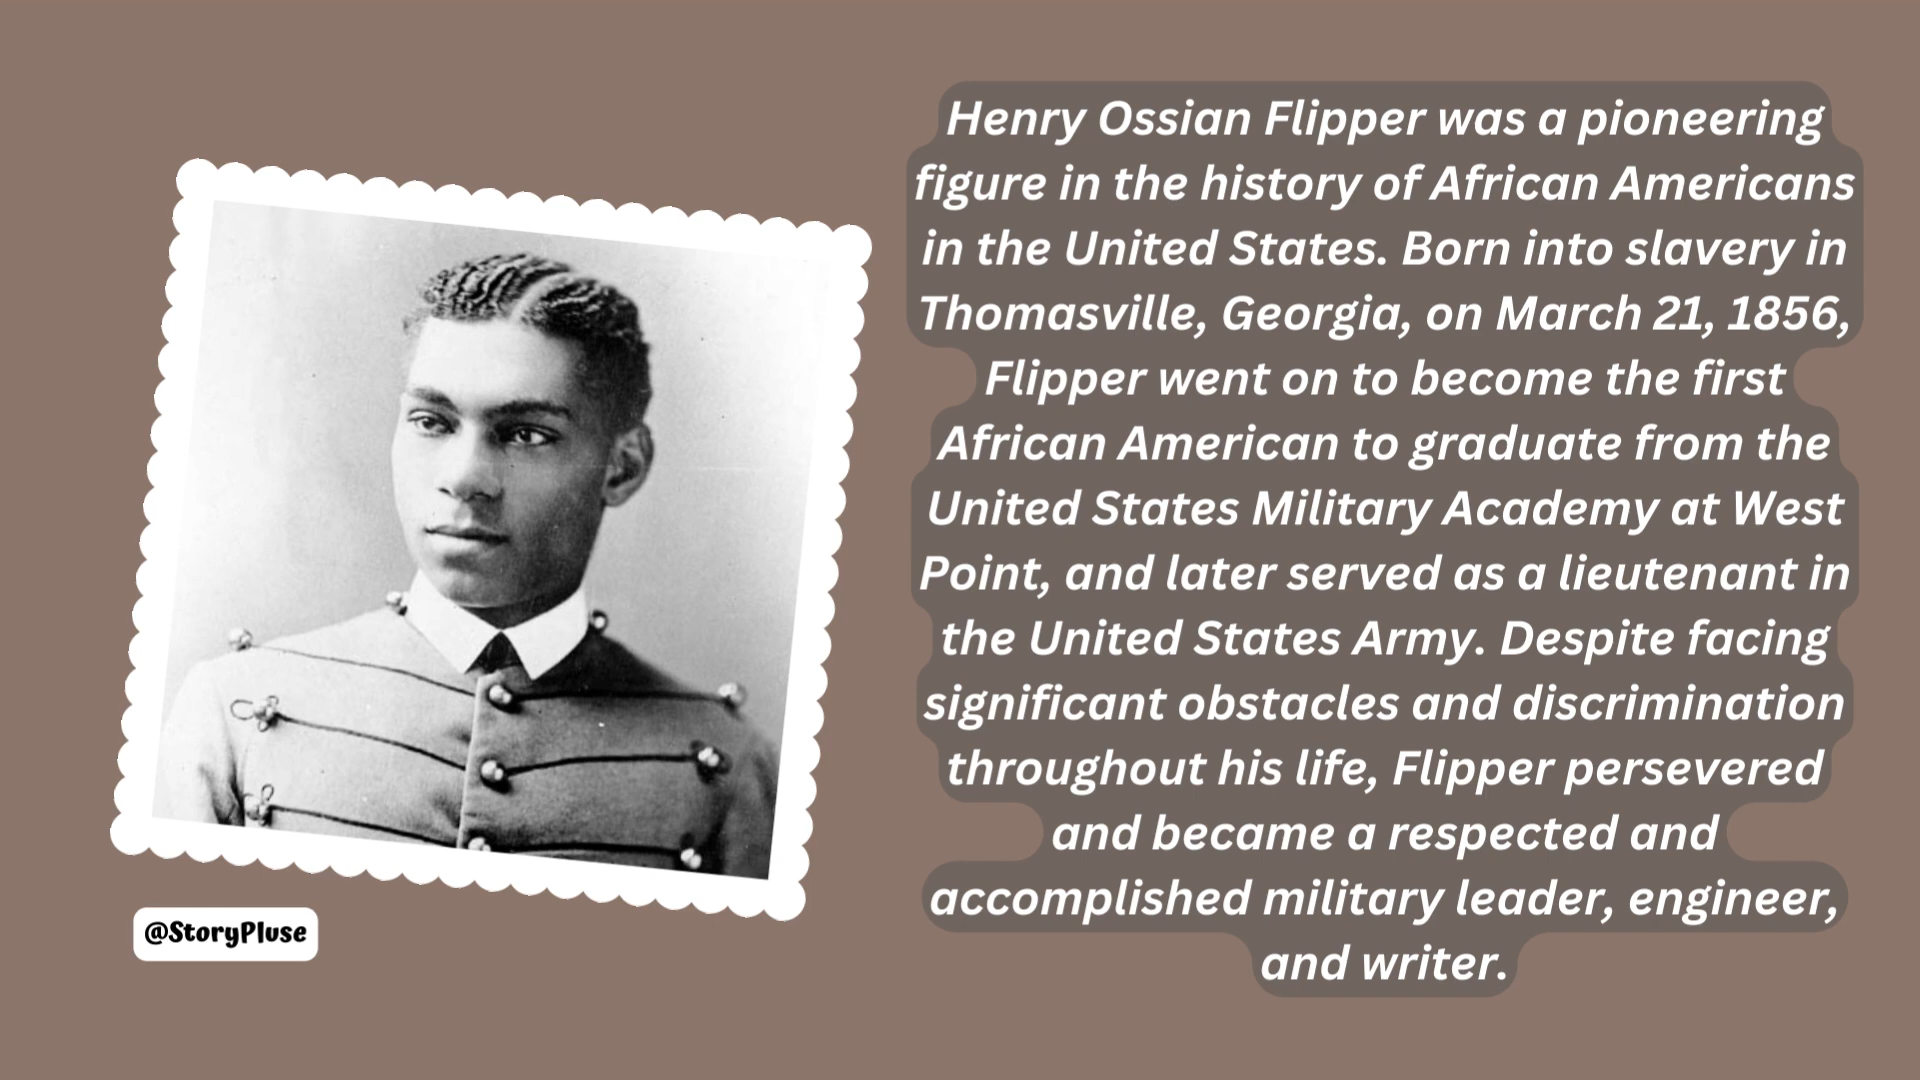 Henry Ossian Flipper was a pioneering
figure in the history of African Americans
in the United States. Born into slavery in
Thomasville, Georgia, on March 21, 1856,
Flipper went on to become the first
African American to graduate from the
United States Military Academy at West
Point, and later served as a lieutenant in
the United States Army. Despite facing
significant obstacles and discrimination
throughout his life, Flipper persevered
and became a respected and
accomplished military leader, engineer,
and writer.
@StoryPluse